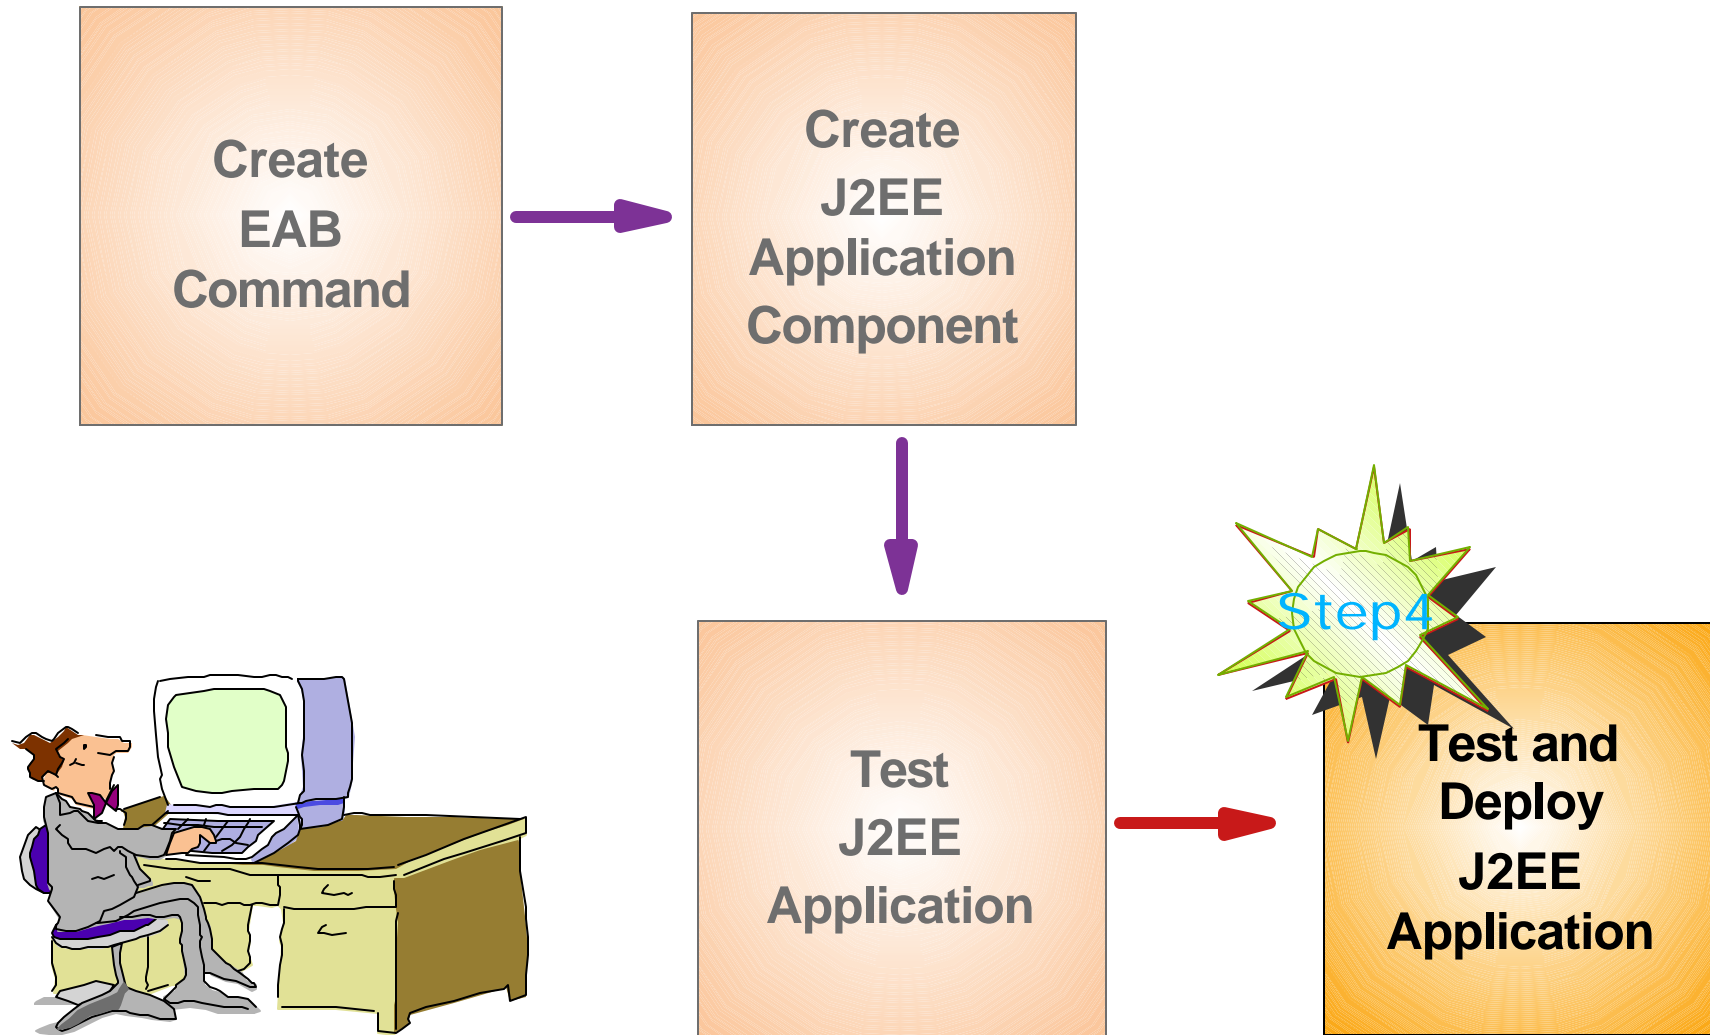 Create
EAB
Command
Create
J2EE
Application
Component
Test
J2EE
Application
Step4
Test and
Deploy
J2EE
Application